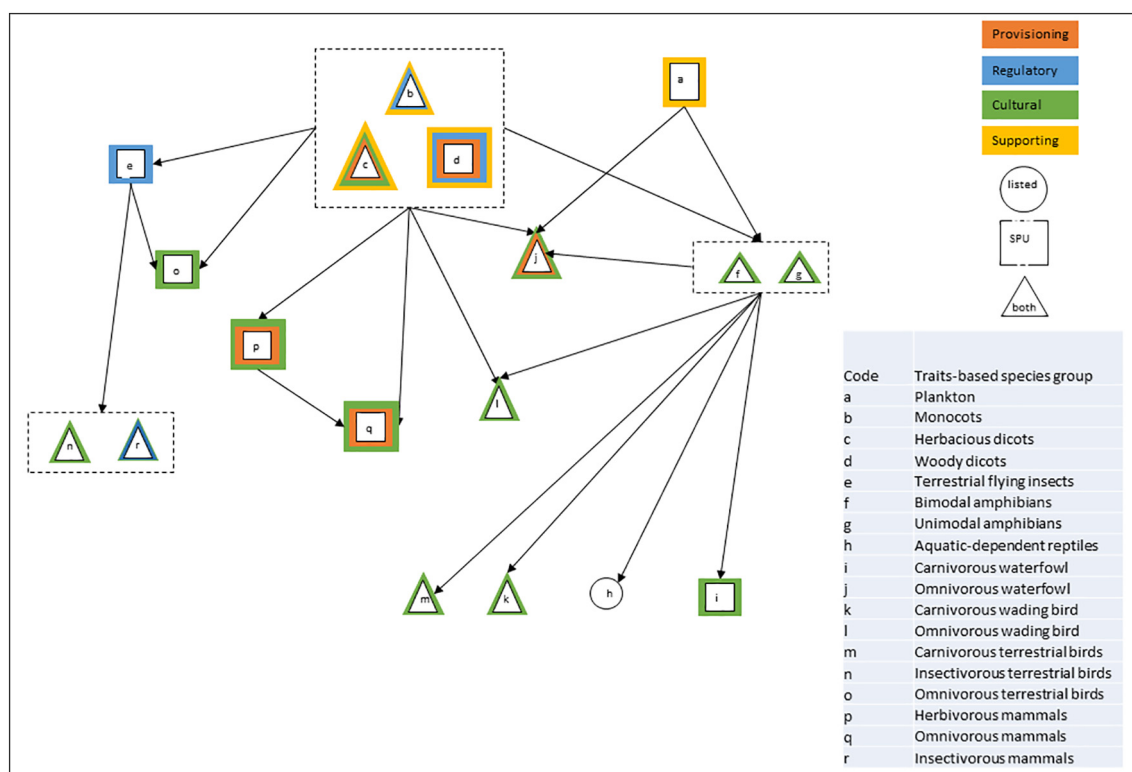 Provisioning
Regulatory
Cultural
Supporting
listed
SPU
both
a
b
c
d
e
o
j
f
g
p
q
l
n
r
m
k
h
i
Code Traits-based species group
a Plankton
b Monocots
c Herbacious dicots
d Woody dicots
e Terrestrial flying insects
f Bimodal amphibians
g Unimodal amphibians
h Aquatic-dependent reptiles
i Carnivorous waterfowl
j Omnivorous waterfowl
k Carnivorous wading bird
l Omnivorous wading bird
m Carnivorous terrestrial birds
n Insectivorous terrestrial birds
o Omnivorous terrestrial birds
p Herbivorous mammals
q Omnivorous mammals
r Insectivorous mammals